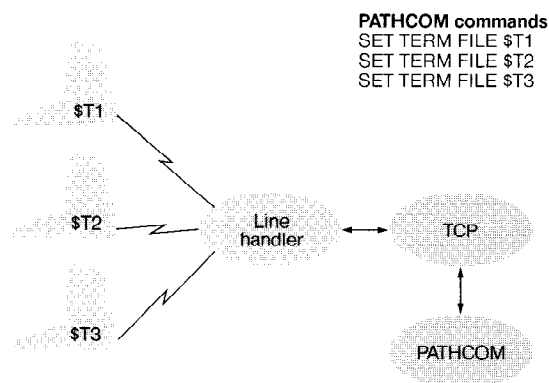 PATHCOM commands
SET TERM FILE $T1
SET TERM FILE $T2
SET TERM FILE $T3
$T1
$T2
Line
handler
TCP
$T3
PATHCOM